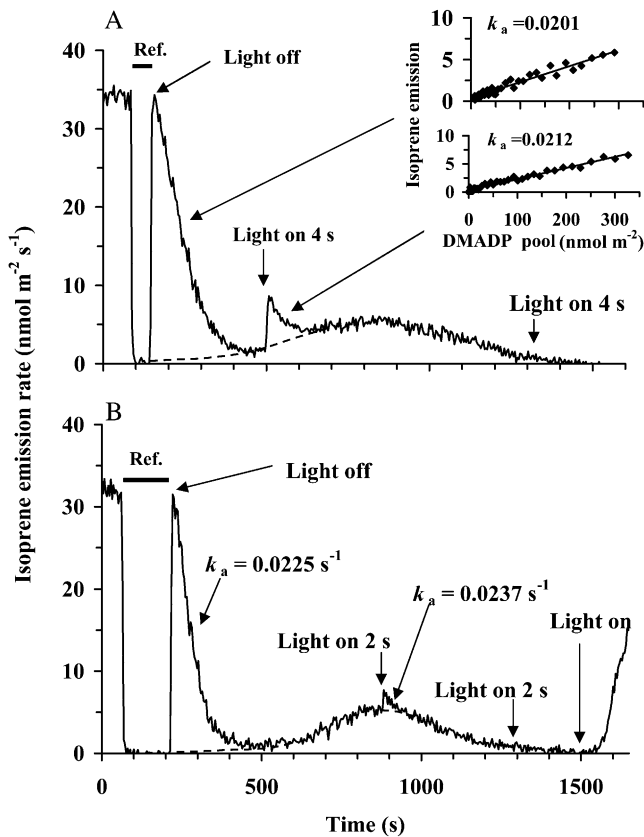 A
Ref.
Light off
Light on 4 s
Light on 4 s
40
30
20
10
0
k a =0.0201
10
5
0
k a =0.0212
10
5
0
0 100 200 300
Isoprene emission
DMADP pool (nmol m-2)
Isoprene emission rate (nmol m-2 s-1)
B
Ref.
Light off
k a = 0.0225 s-1
k a = 0.0237 s-1
Light on 2 s
Light on 2 s
Light on
40
30
20
10
0
0 500 1000 1500
Time (s)